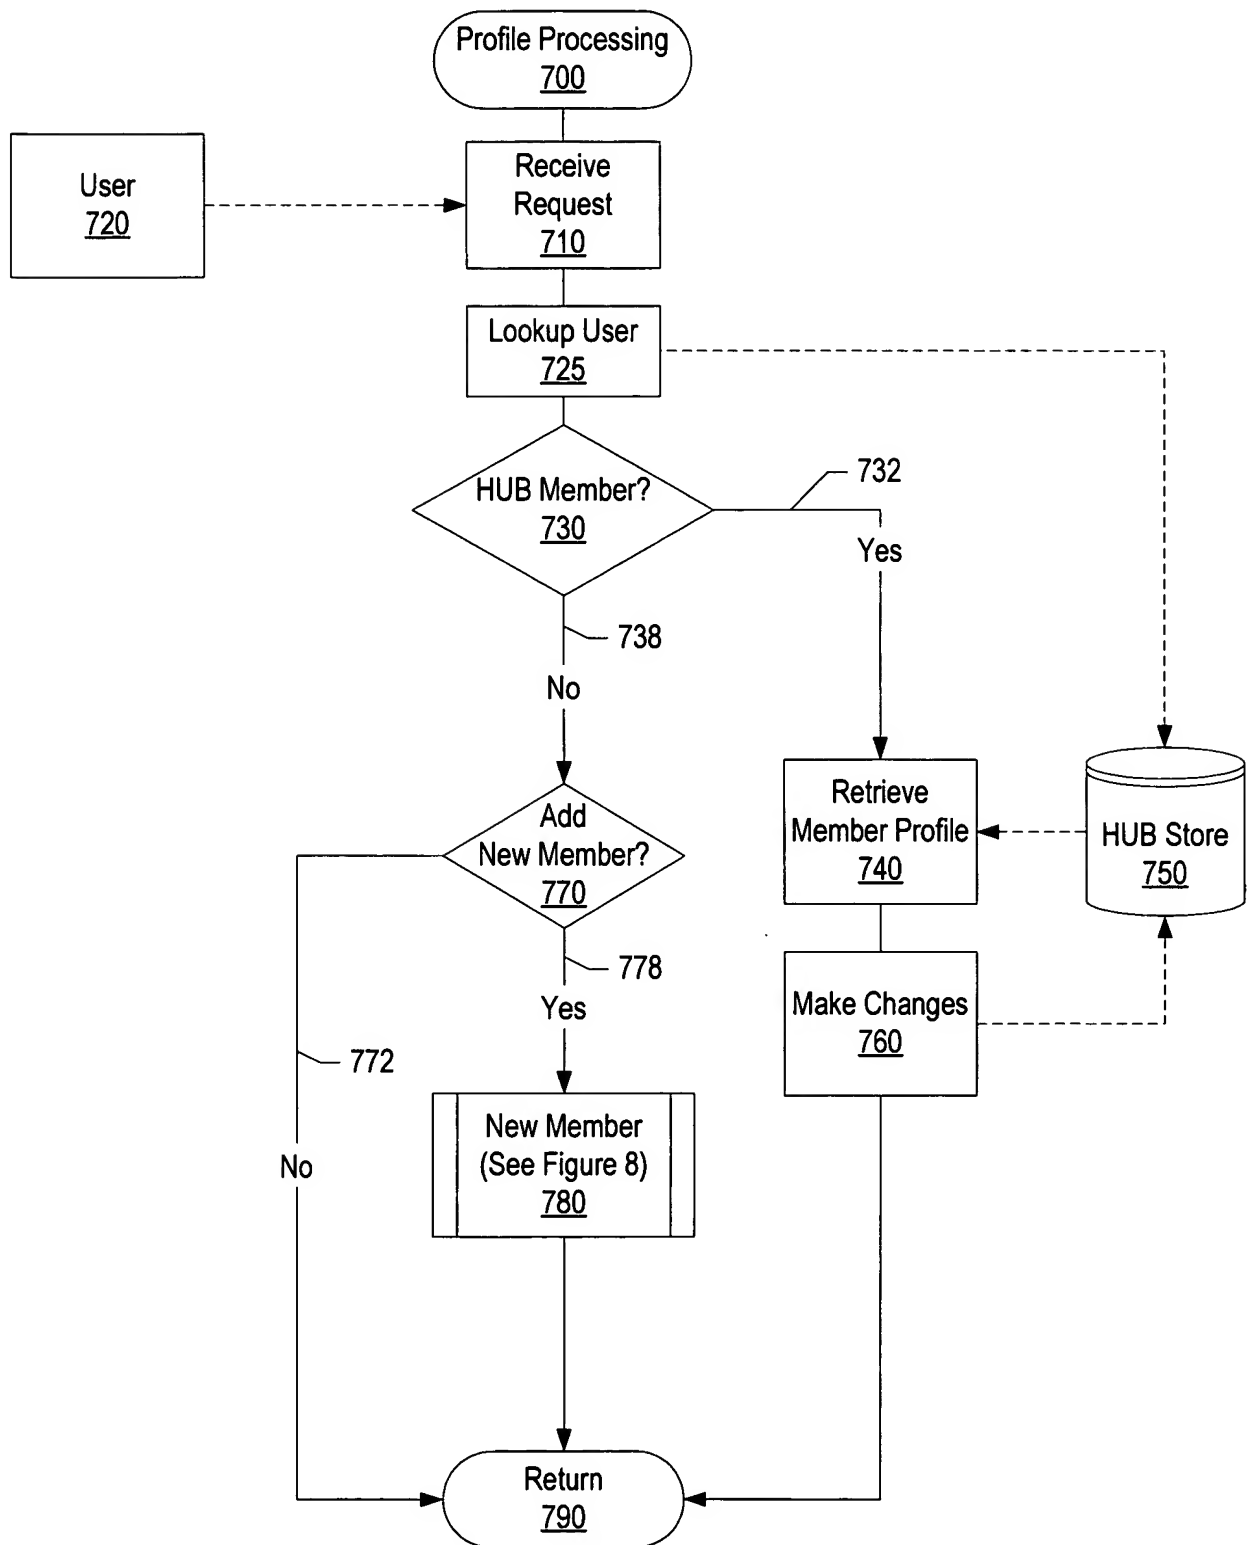 Profile Processing
700
User
720
Receive
Request
710
Lookup User
725
HUB Member?
730
732
Yes
738
No
Retrieve
Member Profile
740
HUB Store
750
Add
New Member?
770
778
Yes
Make Changes
760
772
No
New Member
(See Figure 8)
780
Return
790